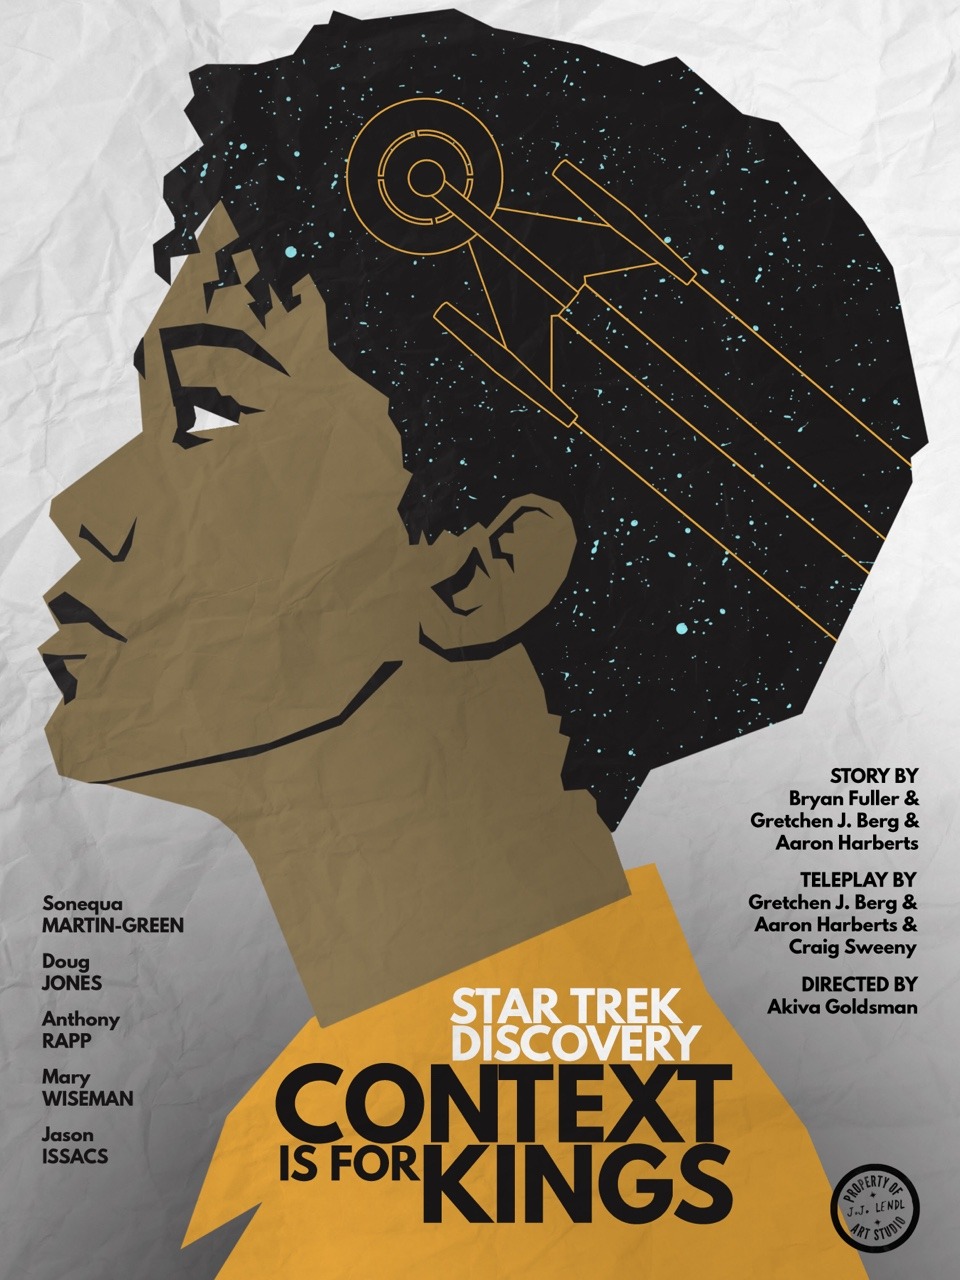 STORY BY
Bryan Fuller &
Gretchen J. Berg &
Aaron Harberts
TELEPLAY BY
Gretchen J. Berg &
Aaron Harberts &
Craig Sweeny
DIRECTED BY
Akiva Goldsman
Sonequa
MARTIN-GREEN
Doug
JONES
Anthony
RAPP
Mary
WISEMAN
Jason
ISSACS
STAR TREK
DISCOVERY
CONTEXT
IS FOR KINGS
PROPERTY OF
J.J. LENDL
ART STUDIO